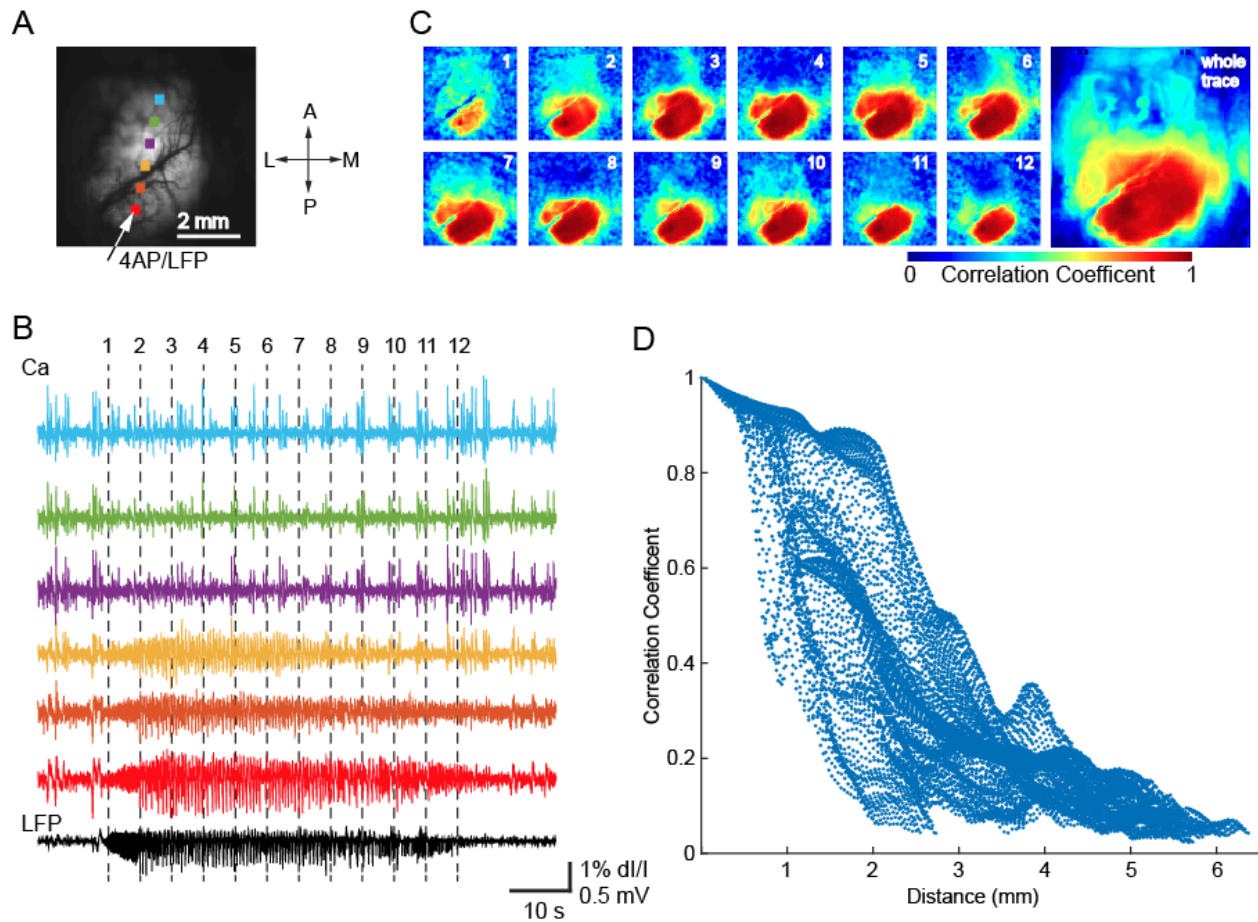 A
A
L
M
P
2 mm
4AP/LFP
C
1
2
3
4
5
6
7
8
9
10
11
12
whole
trace
0 Correlation Coefficent 1
B
1 2 3 4 5 6 7 8 9 10 11 12
Ca
LFP
1% dI/I
0.5 mV
10 s
D
1
0.8
0.6
0.4
0.2
0
Correlation Coefficent
1 2 3 4 5 6
Distance (mm)